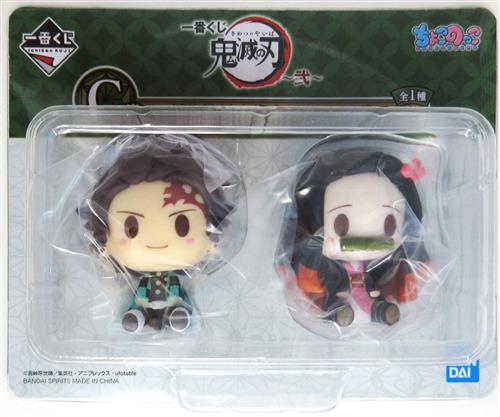 一番くじ
Ichiban KUJI
一番くじ
きめつのやいば
鬼滅の刃
～弐～
ちょこのっこ
C
全1種
©吾峠呼世晴／集英社・アニプレックス・ufotable
BANDAI SPIRITS MADE IN CHINA
DAI